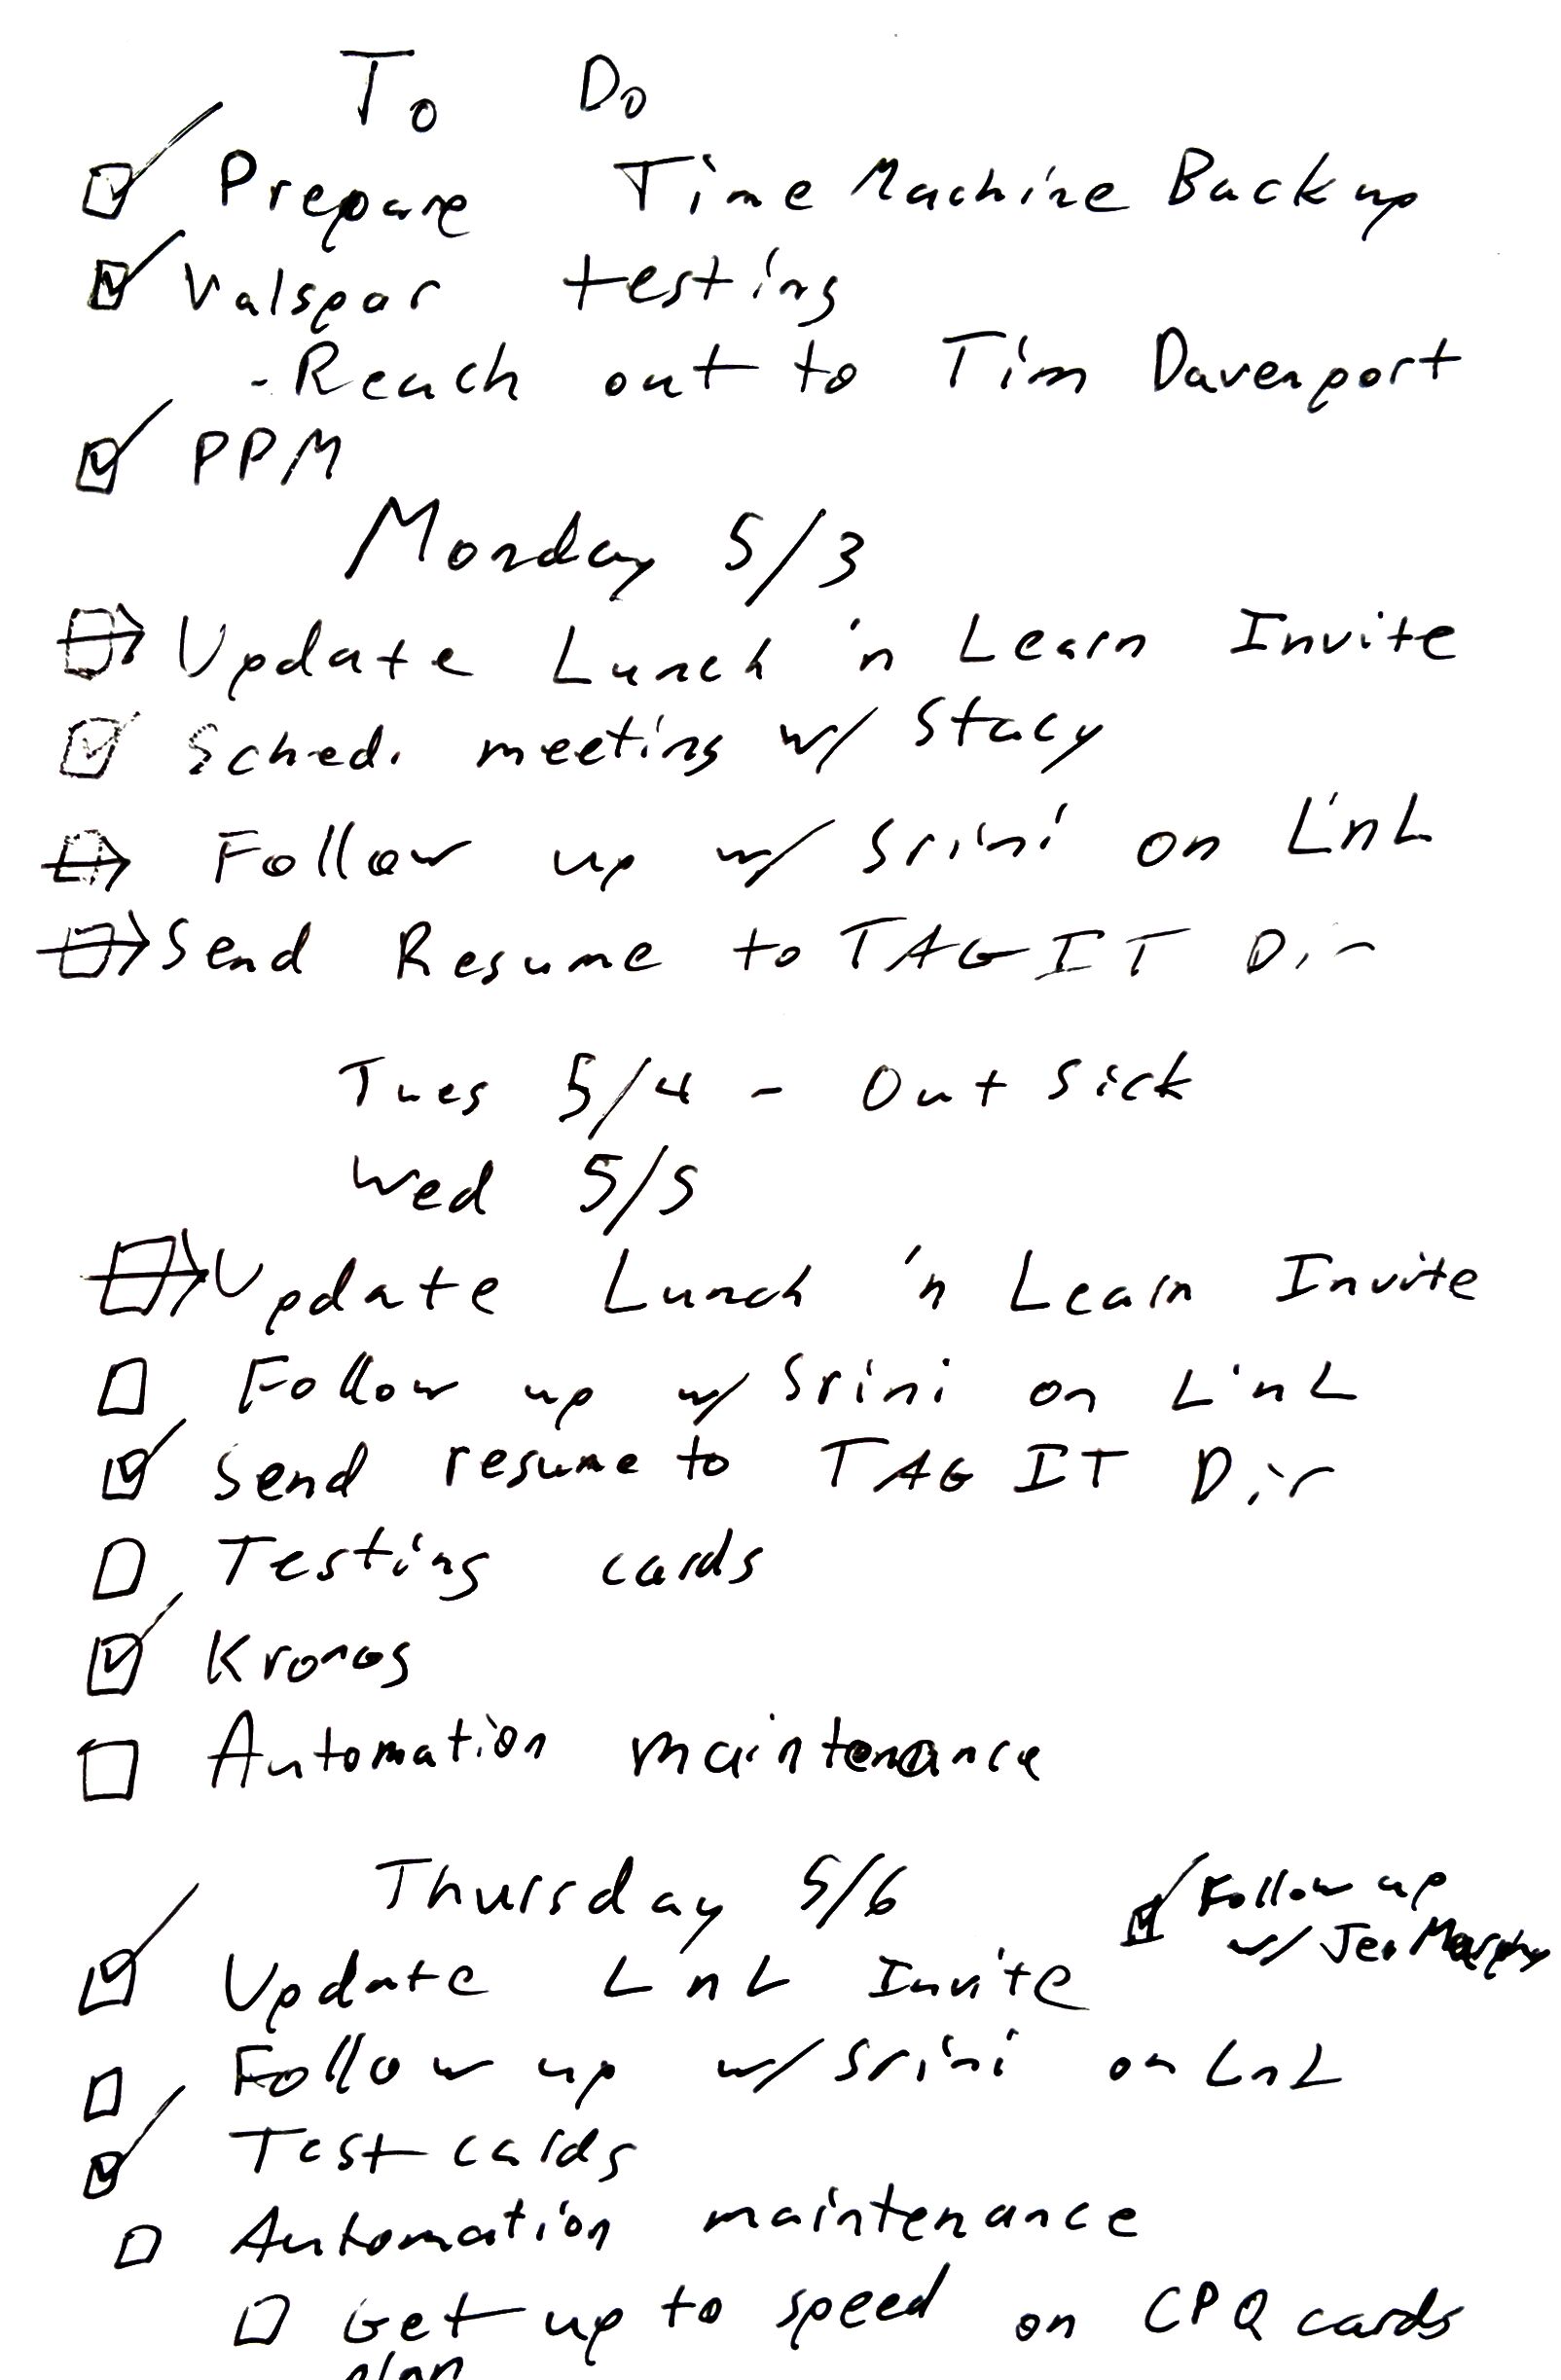 To Do
Prepare Time Machine Backup
Valspar testing
- Reach out to Tim Davenport
PPM
Monday 5/3
Update Lunch 'n Learn Invite
Sched. meeting w/ Stacy
Follow up w/ Srini on L'nL
Send Resume to TAG IT Dir
Tues 5/4 - Out sick
Wed 5/5
Update Lunch 'n Learn Invite
Follow up w/ Srini on L'nL
Send resume to TAG IT Dir
Testing cards
Kronos
Automation maintenance
Thursday 5/6
Follow up
w/ Jen Murphy
Update LnL Invite
Follow up w/ Srini on LnL
Test cards
Automation maintenance
Get up to speed on CPQ cards